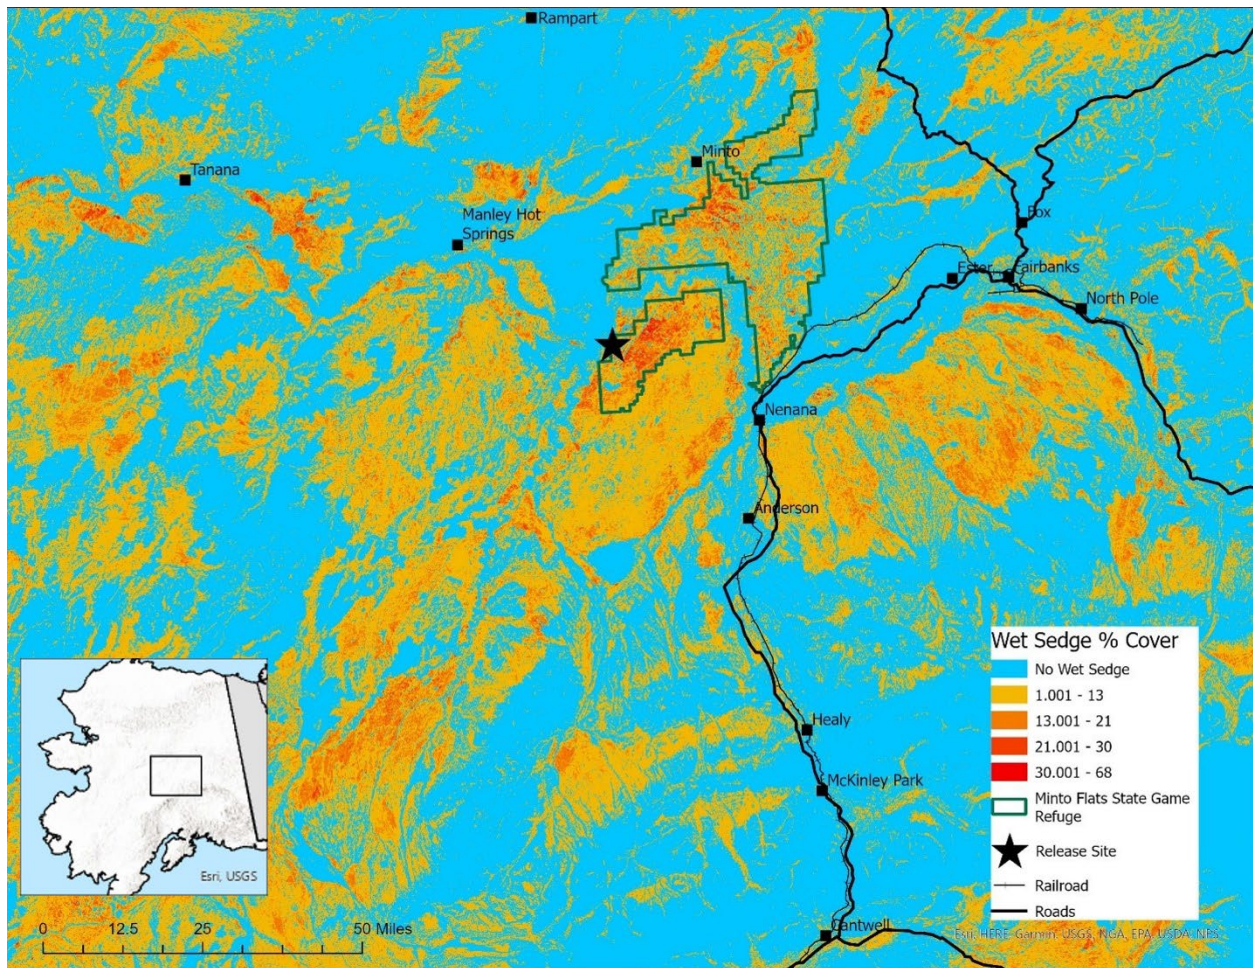 Rampart
Minto
Tanana
Manley Hot
Springs
Fox
Ester
Fairbanks
North Pole
Nenana
Anderson
Healy
McKinley Park
Cantwell
Wet Sedge % Cover
No Wet Sedge
1.001 - 13
13.001 - 21
21.001 - 30
30.001 - 68
Minto Flats State Game
Refuge
Release Site
Railroad
Roads
Esri, USGS
0 12.5 25 50 Miles
Esri, HERE, Garmin, USGS, NGA, EPA, USDA, NPS